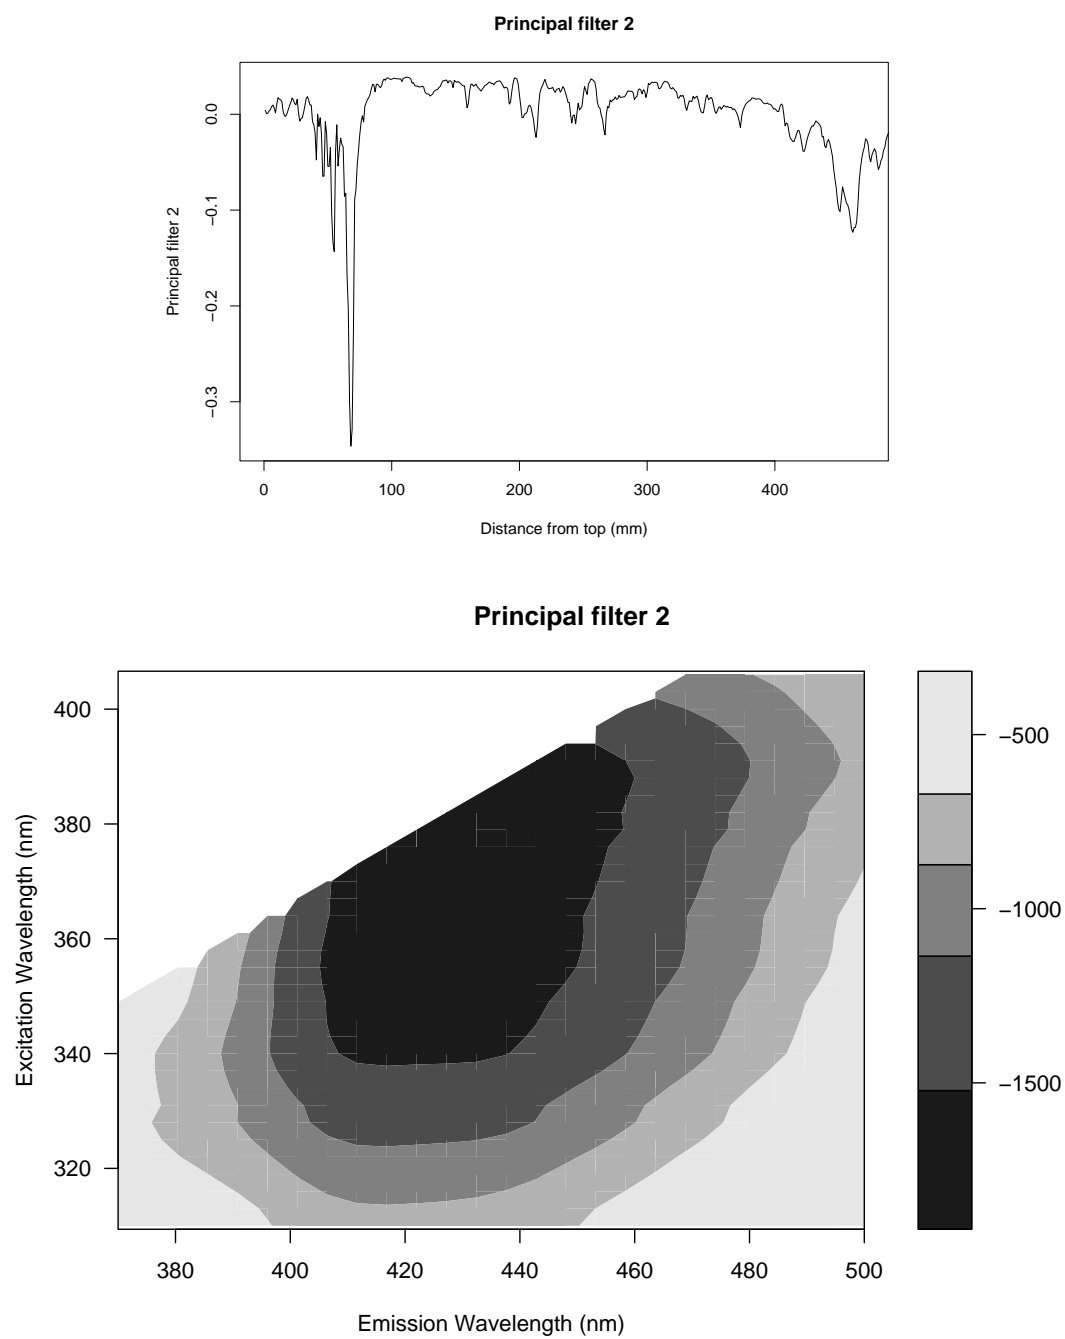 Principal filter 2
Principal filter 2
0.0
−0.1
−0.2
−0.3
0 100 200 300 400
Distance from top (mm)
Principal filter 2
Excitation Wavelength (nm)
400
380
360
340
320
380 400 420 440 460 480 500
Emission Wavelength (nm)
−500
−1000
−1500